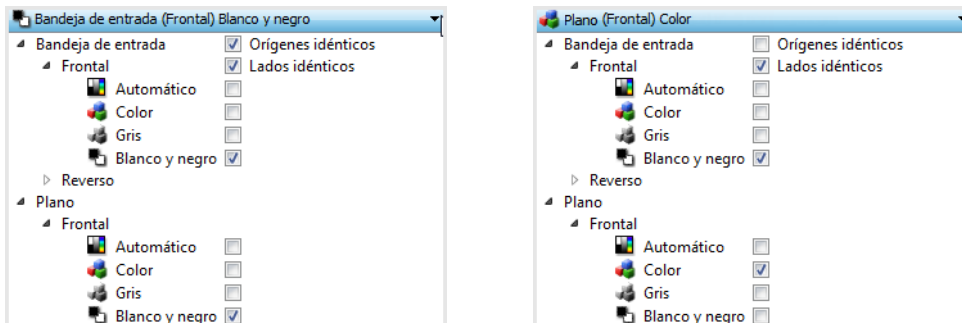 Bandeja de entrada (Frontal) Blanco y negro
Bandeja de entrada Orígenes idénticos
Frontal Lados idénticos
Automático
Color
Gris
Blanco y negro
Reverso
Plano
Frontal
Automático
Color
Gris
Blanco y negro
Plano (Frontal) Color
Bandeja de entrada Orígenes idénticos
Frontal Lados idénticos
Automático
Color
Gris
Blanco y negro
Reverso
Plano
Frontal
Automático
Color
Gris
Blanco y negro